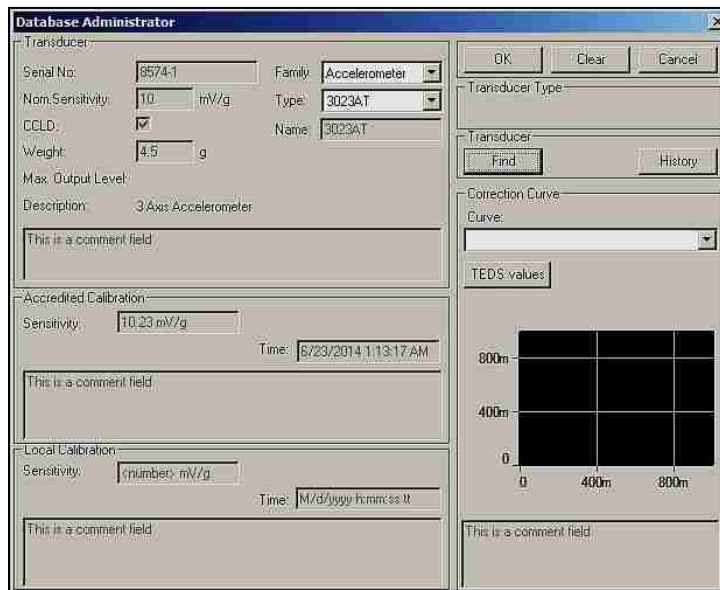 Database Administrator
Transducer
Serial No: 8574-1 Family: Accelerometer
Nom.Sensitivity: 10 mV/g Type: 3023AT
CCLD: Name: 3023AT
Weight: 4.5 g
Max. Output Level:
Description: 3 Axis Accelerometer
This is a comment field
Accredited Calibration
Sensitivity: 10.23 mV/g
Time: 6/23/2014 1:13:17 AM
This is a comment field
Local Calibration
Sensitivity: <number> mV/g
Time: M/d/yyyy h:mm:ss tt
This is a comment field
OK Clear Cancel
Transducer Type
Transducer
Find History
Correction Curve
Curve:
TEDS values
800m
400m
0
0 400m 800m
This is a comment field